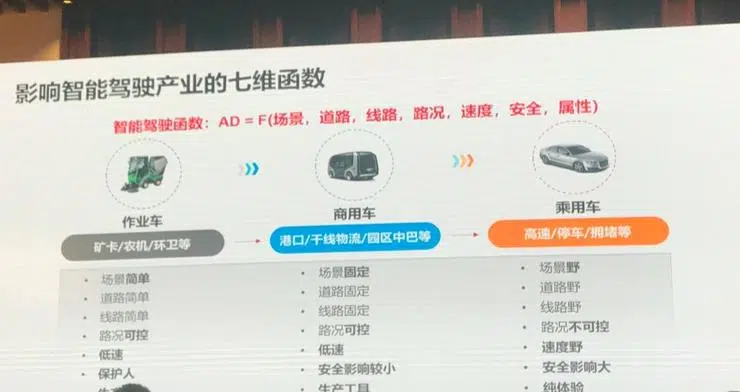 影响智能驾驶产业的七维函数
智能驾驶函数：AD = F(场景，道路，线路，路况，速度，安全，属性)
作业车
商用车
乘用车
矿卡/农机/环卫等
港口/干线物流/园区中巴等
高速/停车/拥堵等
• 场景简单
• 道路简单
• 线路简单
• 路况可控
• 低速
• 保护人
• 场景固定
• 道路固定
• 线路固定
• 路况可控
• 低速
• 安全影响较小
• 生产工具
• 场景野
• 道路野
• 线路野
• 路况不可控
• 速度野
• 安全影响大
• 纯体验